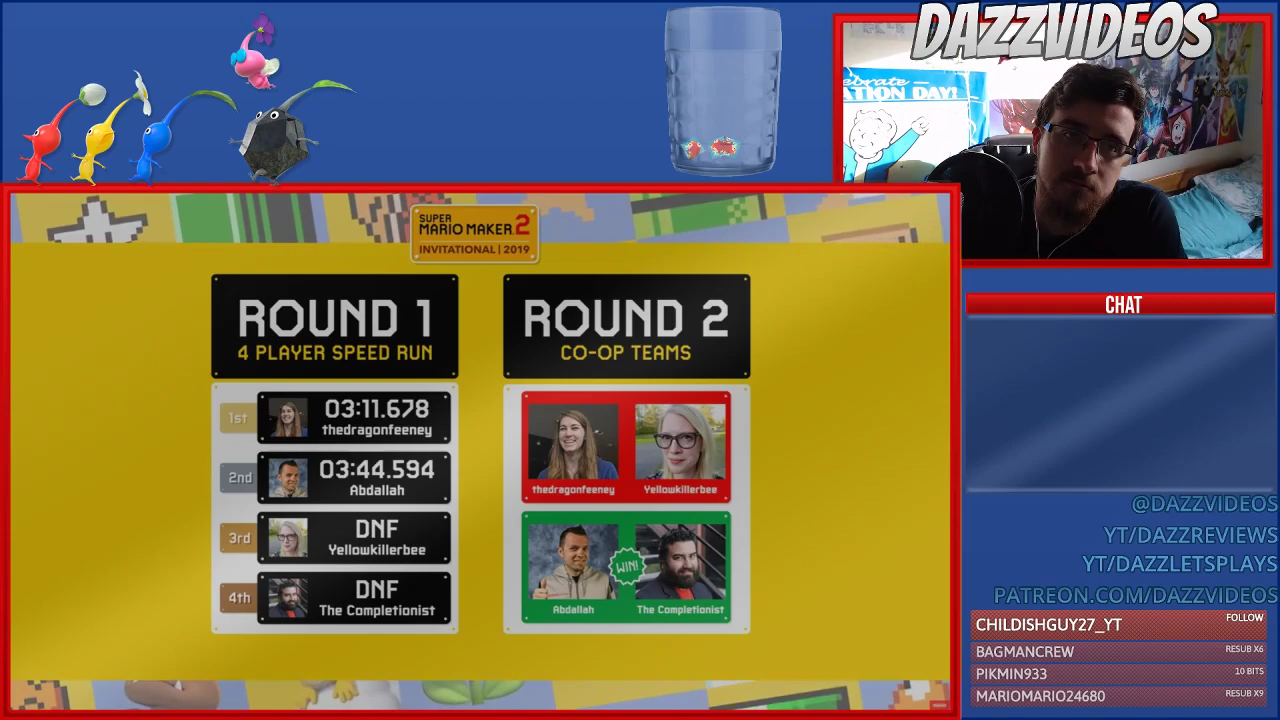 DAZZVIDEOS
ebrate
ATION DAY!
SUPER
MARIO MAKER 2
INVITATIONAL | 2019
ROUND 1
4 PLAYER SPEED RUN
1st
03:11.678
thedragonfeeney
2nd
03:44.594
Abdallah
3rd
DNF
Yellowkillerbee
4th
DNF
The Completionist
ROUND 2
CO-OP TEAMS
thedragonfeeney
Yellowkillerbee
WIN!
Abdallah
The Completionist
CHAT
@DAZZVIDEOS
YT/DAZZREVIEWS
YT/DAZZLETSPLAYS
PATREON.COM/DAZZVIDEOS
CHILDISHGUY27_YT FOLLOW
BAGMANCREW RESUB X6
PIKMIN933 10 BITS
MARIOMARIO24680 RESUB X9